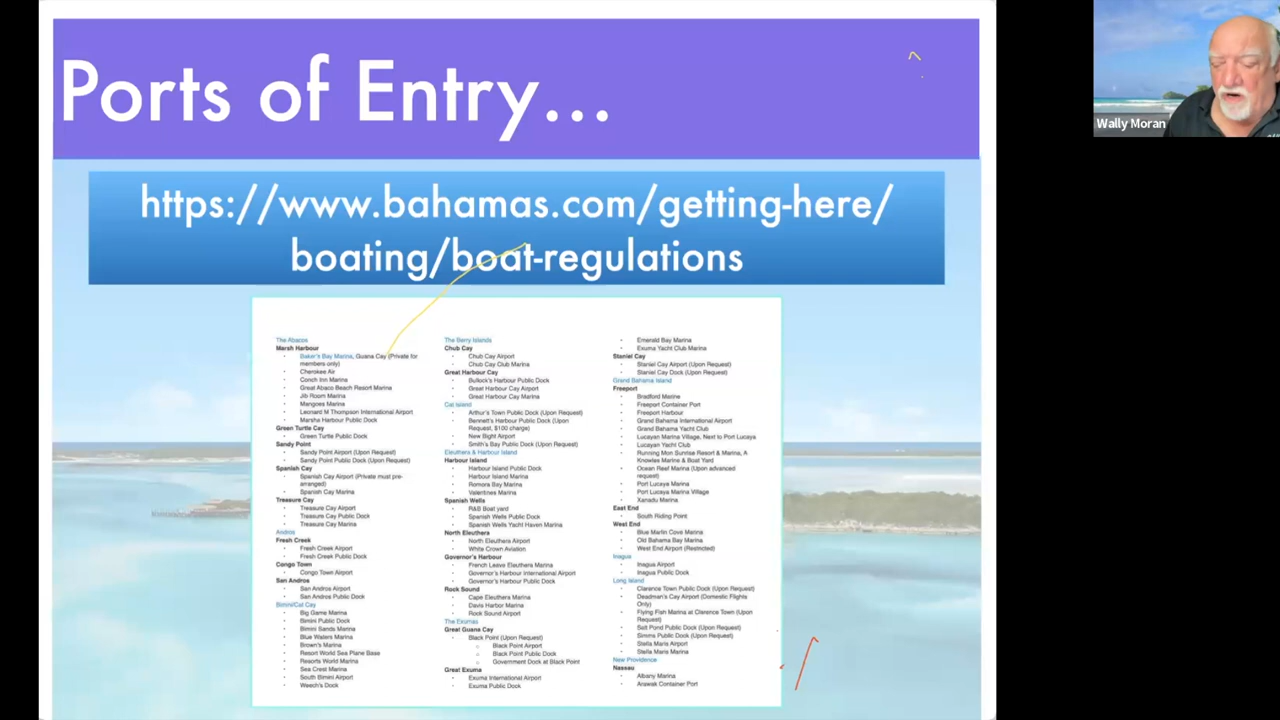 Ports of Entry...
Wally Moran
https://www.bahamas.com/getting-here/
boating/boat-regulations
The Abacos
Marsh Harbour
Baker's Bay Marina, Guana Cay (Private for
members only)
Cherokee Air
Conch Inn Marina
Great Abaco Beach Resort Marina
Jib Room Marina
Mangoes Marina
Leonard M Thompson International Airport
Marsha Harbour Public Dock
Green Turtle Cay
Green Turtle Public Dock
Sandy Point
Sandy Point Airport (Upon Request)
Sandy Point Public Dock (Upon Request)
Spanish Cay
Spanish Cay Airport (Private must pre-
arranged)
Spanish Cay Marina
Treasure Cay
Treasure Cay Airport
Treasure Cay Public Dock
Treasure Cay Marina
Andros
Fresh Creek
Fresh Creek Airport
Fresh Creek Public Dock
Congo Town
Congo Town Airport
San Andros
San Andros Airport
San Andros Public Dock
Bimini/Cat Cay
Big Game Marina
Bimini Public Dock
Bimini Sands Marina
Blue Waters Marina
Brown's Marina
Resort World Sea Plane Base
Resorts World Marina
Sea Crest Marina
South Bimini Airport
Weech's Dock
The Berry Islands
Chub Cay
Chub Cay Airport
Chub Cay Club Marina
Great Harbour Cay
Bullock's Harbour Public Dock
Great Harbour Cay Airport
Great Harbour Cay Marina
Cat Island
Arthur's Town Public Dock (Upon Request)
Bennett's Harbour Public Dock (Upon
Request, $100 charge)
New Bight Airport
Smith's Bay Public Dock (Upon Request)
Eleuthera & Harbour Island
Harbour Island
Harbour Island Public Dock
Harbour Island Marina
Romora Bay Marina
Valentines Marina
Spanish Wells
R&B Boat yard
Spanish Wells Public Dock
Spanish Wells Yacht Haven Marina
North Eleuthera
North Eleuthera Airport
White Crown Aviation
Governor's Harbour
French Leave Eleuthera Marina
Governor's Harbour International Airport
Governor's Harbour Public Dock
Rock Sound
Cape Eleuthera Marina
Davis Harbor Marina
Rock Sound Airport
The Exumas
Great Guana Cay
Black Point (Upon Request)
Black Point Airport
Black Point Public Dock
Government Dock at Black Point
Great Exuma
Exuma International Airport
Exuma Public Dock
Emerald Bay Marina
Exuma Yacht Club Marina
Staniel Cay
Staniel Cay Airport (Upon Request)
Staniel Cay Dock (Upon Request)
Grand Bahama Island
Freeport
Bradford Marine
Freeport Container Port
Freeport Harbour
Grand Bahama International Airport
Grand Bahama Yacht Club
Lucayan Marina Village, Next to Port Lucaya
Lucayan Yacht Club
Running Mon Sunrise Resort & Marina, A
Knowles Marine & Boat Yard
Ocean Reef Marina (Upon advanced
request)
Port Lucaya Marina
Port Lucaya Marina Village
Xanadu Marina
East End
South Riding Point
West End
Blue Marlin Cove Marina
Old Bahama Bay Marina
West End Airport (Restricted)
Inagua
Inagua Airport
Inagua Public Dock
Long Island
Clarence Town Public Dock (Upon Request)
Deadman's Cay Airport (Domestic Flights
Only)
Flying Fish Marina at Clarence Town (Upon
Request)
Salt Pond Public Dock (Upon Request)
Simms Public Dock (Upon Request)
Stella Maris Airport
Stella Maris Marina
New Providence
Nassau
Albany Marina
Arawak Container Port